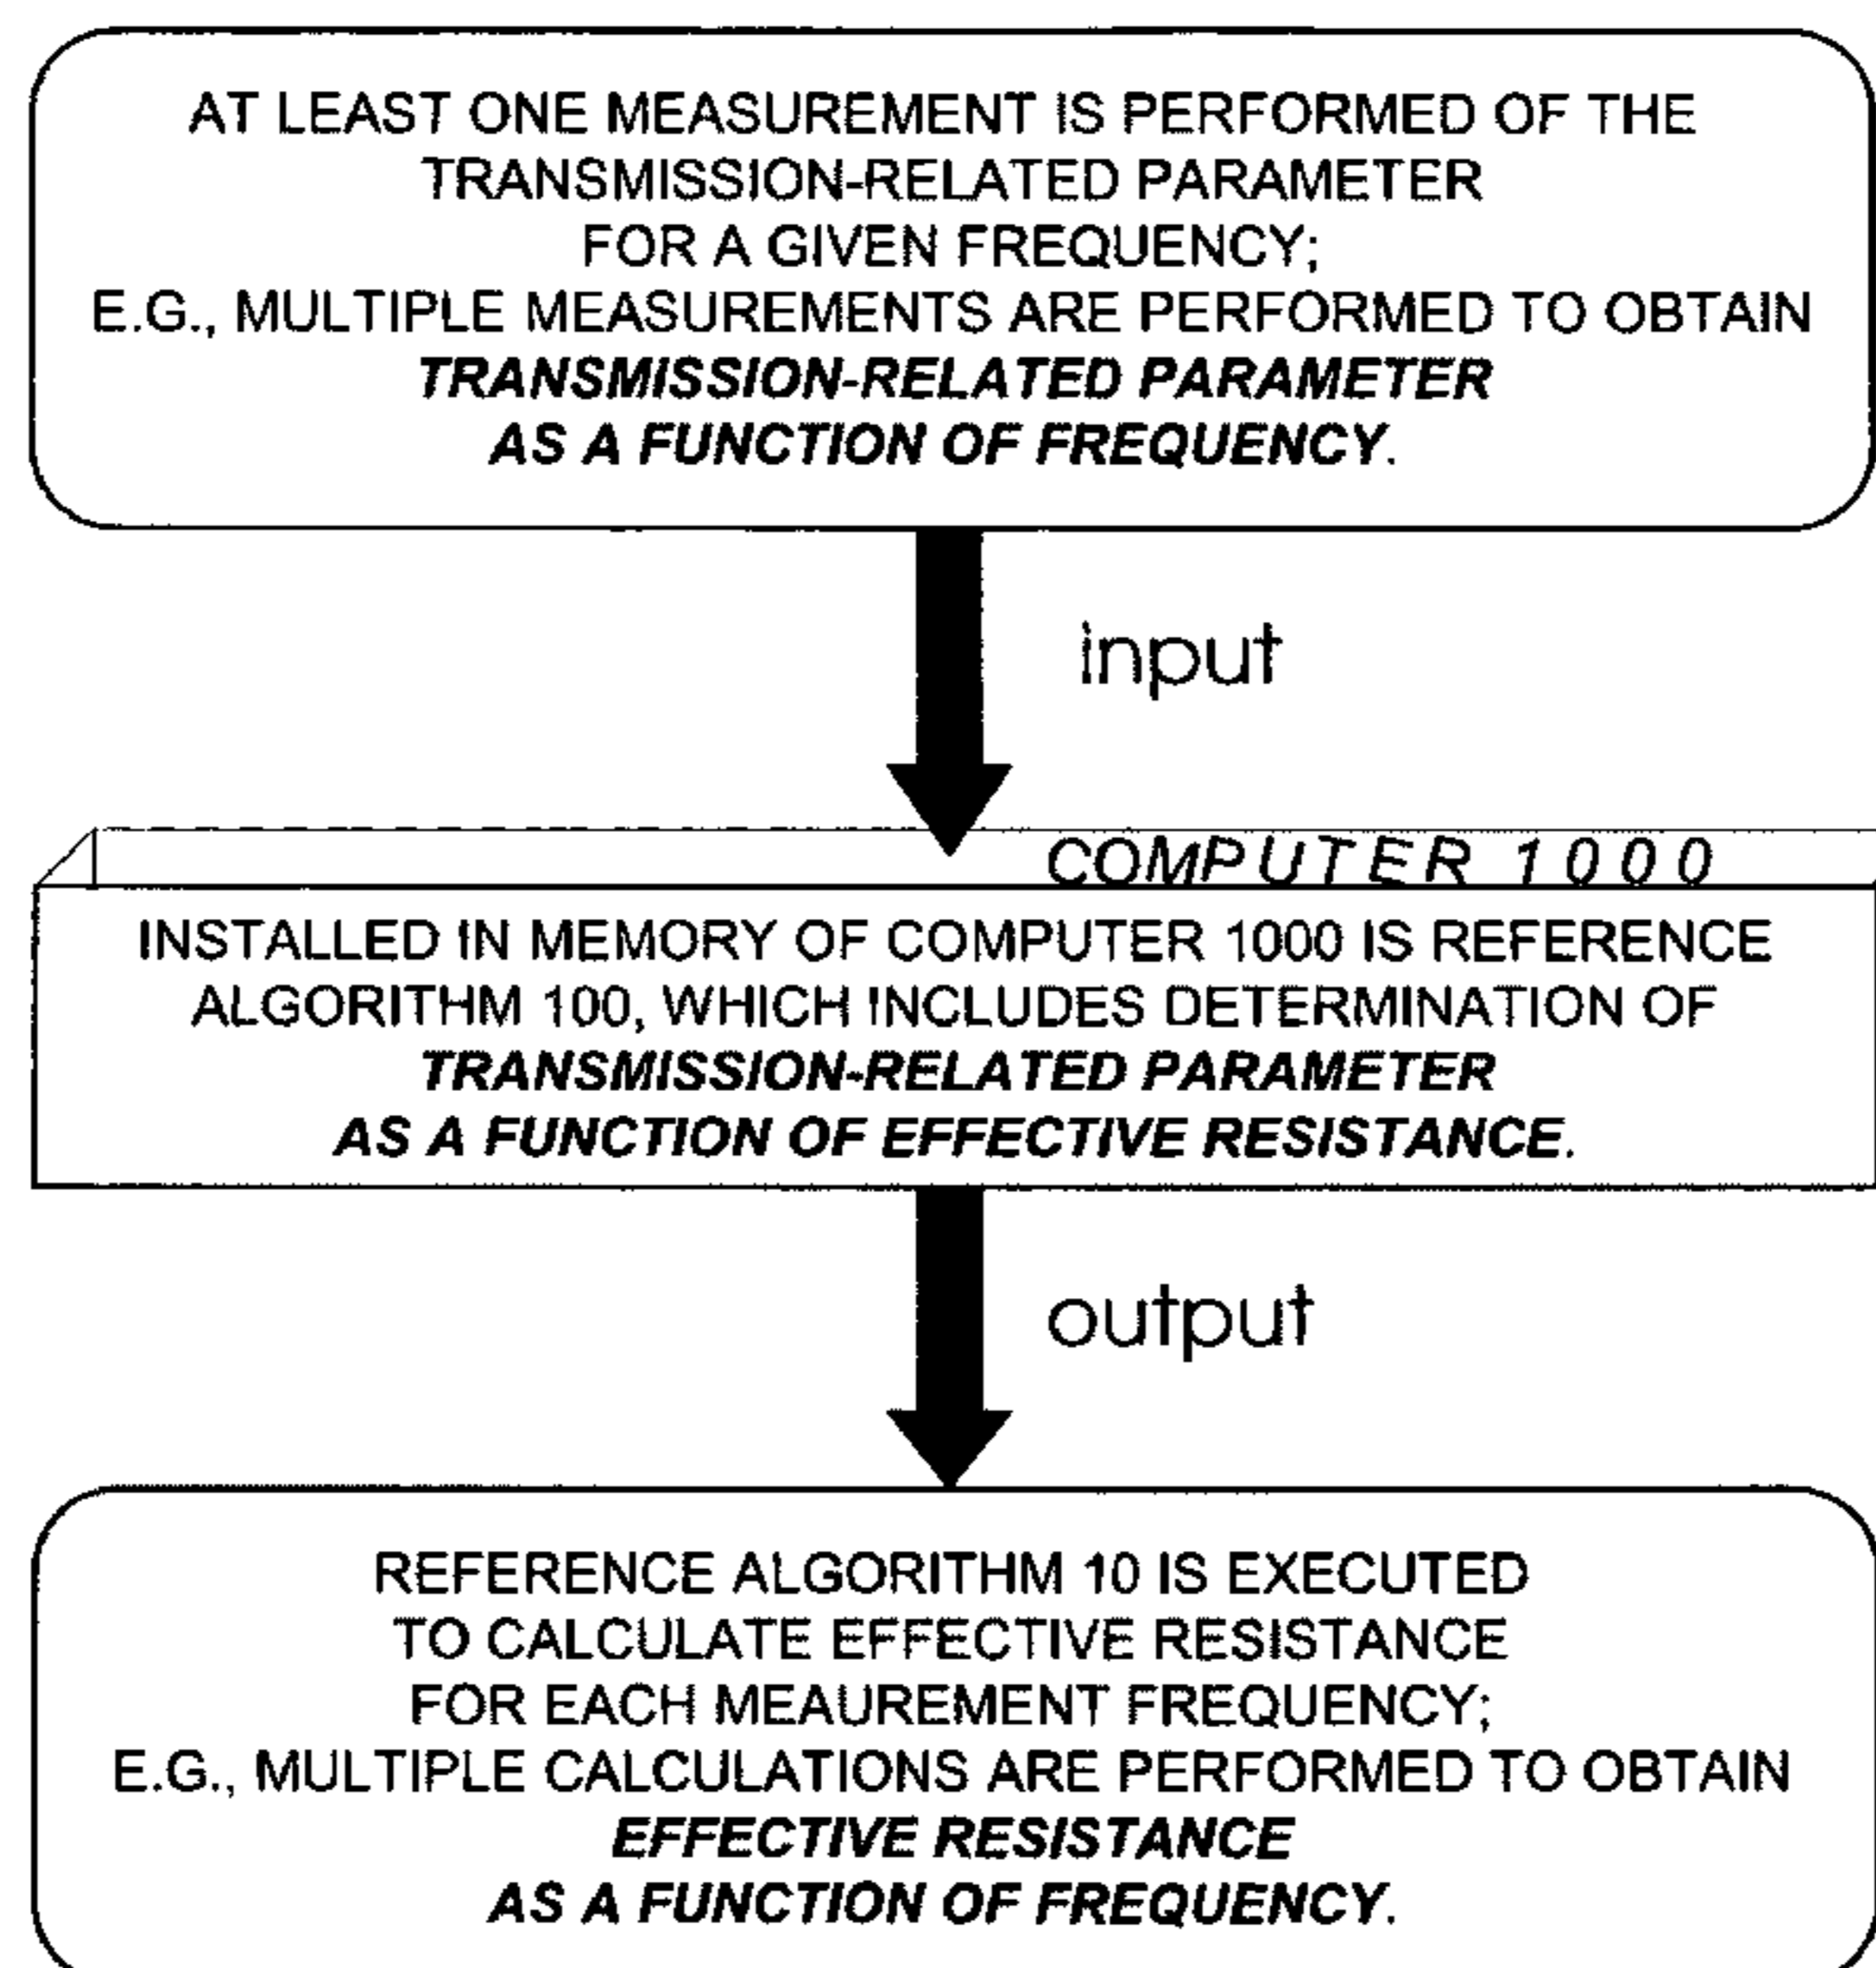 AT LEAST ONE MEASUREMENT IS PERFORMED OF THE
TRANSMISSION-RELATED PARAMETER
FOR A GIVEN FREQUENCY;
E.G., MULTIPLE MEASUREMENTS ARE PERFORMED TO OBTAIN
TRANSMISSION-RELATED PARAMETER
AS A FUNCTION OF FREQUENCY.
input
COMPUTER 1000
INSTALLED IN MEMORY OF COMPUTER 1000 IS REFERENCE
ALGORITHM 100, WHICH INCLUDES DETERMINATION OF
TRANSMISSION-RELATED PARAMETER
AS A FUNCTION OF EFFECTIVE RESISTANCE.
output
REFERENCE ALGORITHM 10 IS EXECUTED
TO CALCULATE EFFECTIVE RESISTANCE
FOR EACH MEAUREMENT FREQUENCY;
E.G., MULTIPLE CALCULATIONS ARE PERFORMED TO OBTAIN
EFFECTIVE RESISTANCE
AS A FUNCTION OF FREQUENCY.